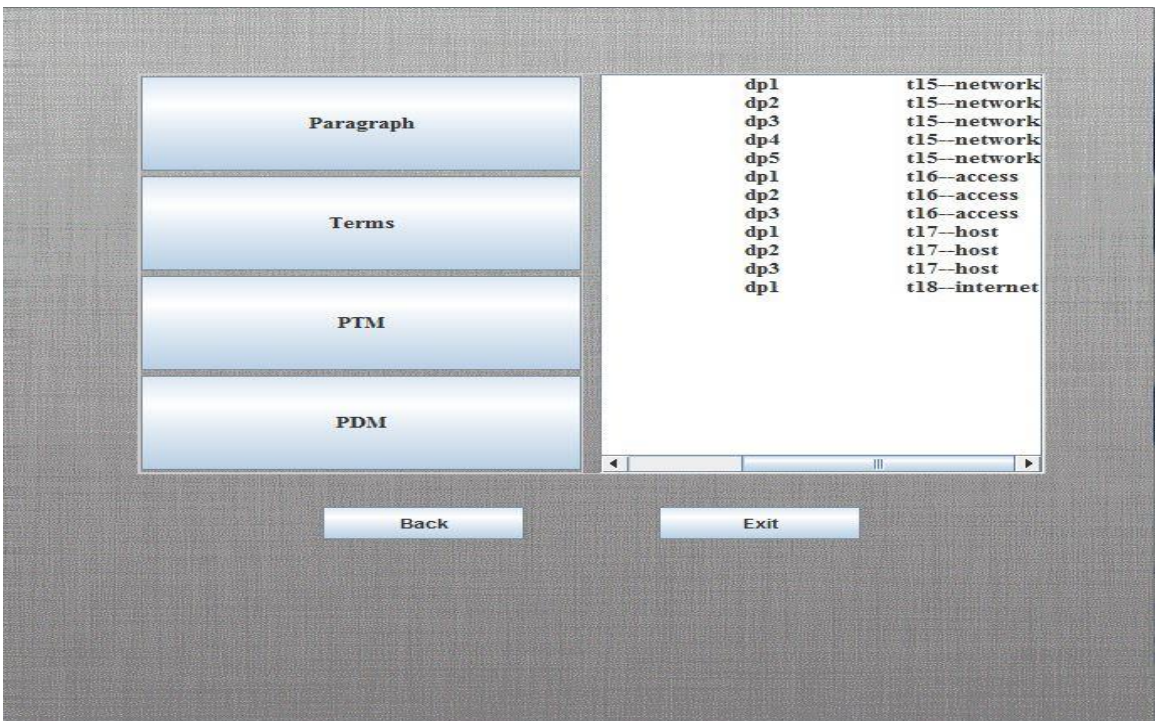 Paragraph
Terms
PTM
PDM
dp1 t15--network
dp2 t15--network
dp3 t15--network
dp4 t15--network
dp5 t15--network
dp1 t16--access
dp2 t16--access
dp3 t16--access
dp1 t17--host
dp2 t17--host
dp3 t17--host
dp1 t18--internet
Back
Exit